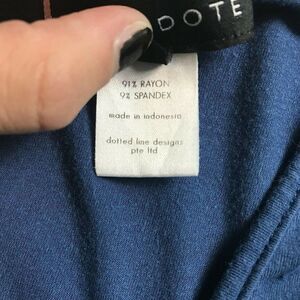 DOTE
91% RAYON
9% SPANDEX
made in indonesia
dotted line designs
pte ltd